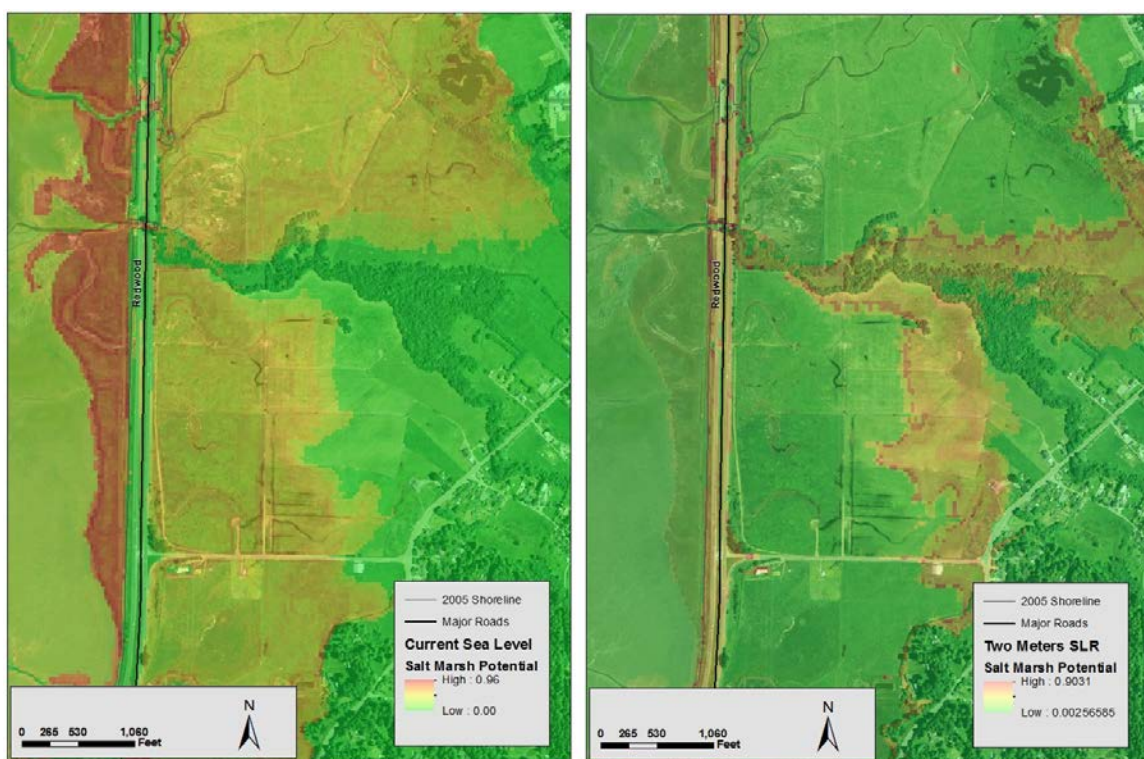 Redwood
2005 Shoreline
Major Roads
Current Sea Level
Salt Marsh Potential
High : 0.96
Low : 0.00
N
0 265 530 1,060
Feet
Redwood
2005 Shoreline
Major Roads
Two Meters SLR
Salt Marsh Potential
High : 0.9031
Low : 0.00256585
N
0 265 530 1,060
Feet